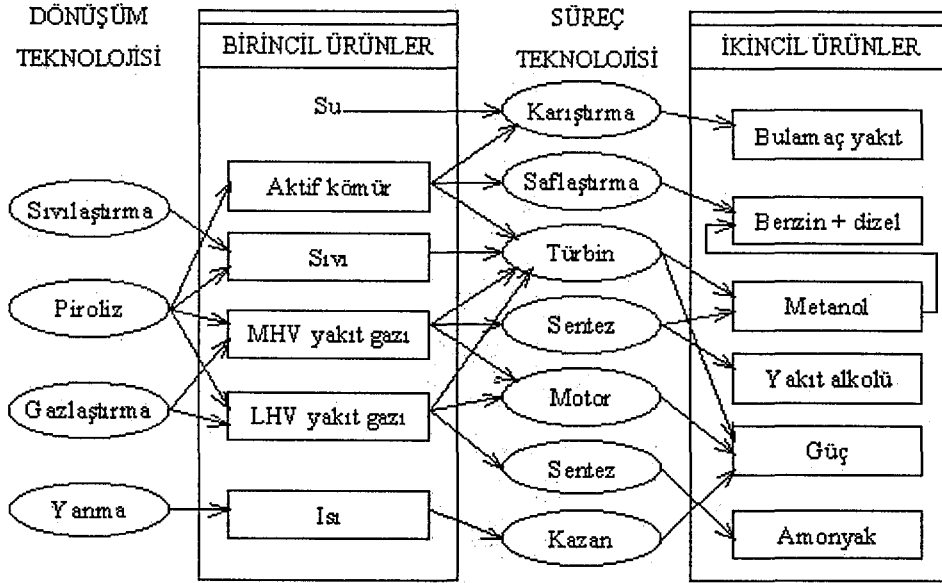 DÖNÜŞÜM
TEKNOLOJİSİ
BİRİNCİL ÜRÜNLER
SÜREÇ
TEKNOLOJİSİ
İKİNCİL ÜRÜNLER
Su
Karıştırma
Bulamaç yakıt
Aktif kömür
Saflaştırma
Sıvılaştırma
Benzin + dizel
Sıvı
Türbin
Piroliz
Metanol
MHV yakıt gazı
Sentez
Yakıt alkolü
Gazlaştırma
LHV yakıt gazı
Motor
Güç
Sentez
Yanma
Isı
Kazan
Amonyak